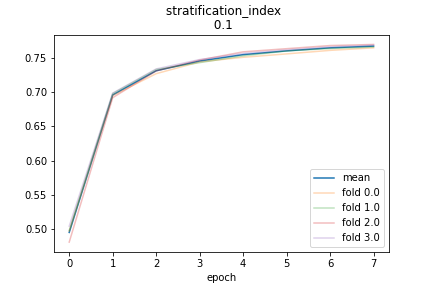 stratification_index
0.1
0.75
0.70
0.65
0.60
0.55
0.50
mean
fold 0.0
fold 1.0
fold 2.0
fold 3.0
0 1 2 3 4 5 6 7
epoch